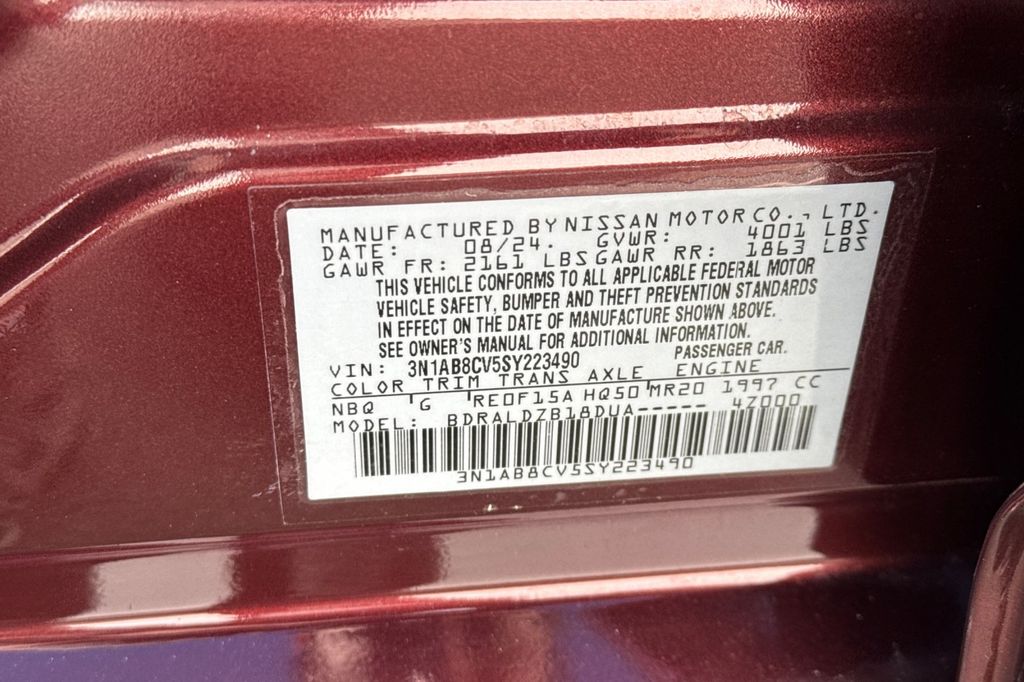 MANUFACTURED BY NISSAN MOTOR CO., LTD.
DATE: 08/24. GVWR: 4001 LBS
GAWR FR: 2161 LBS GAWR RR: 1863 LBS
THIS VEHICLE CONFORMS TO ALL APPLICABLE FEDERAL MOTOR
VEHICLE SAFETY, BUMPER AND THEFT PREVENTION STANDARDS
IN EFFECT ON THE DATE OF MANUFACTURE SHOWN ABOVE.
SEE OWNER'S MANUAL FOR ADDITIONAL INFORMATION.
VIN: 3N1AB8CV5SY223490 PASSENGER CAR.
COLOR TRIM TRANS AXLE ENGINE
NBQ G RE0F15A HQ50 MR20 1997 CC
MODEL: BDRALDZB18DUA----- 4Z000
3N1AB8CV5SY223490